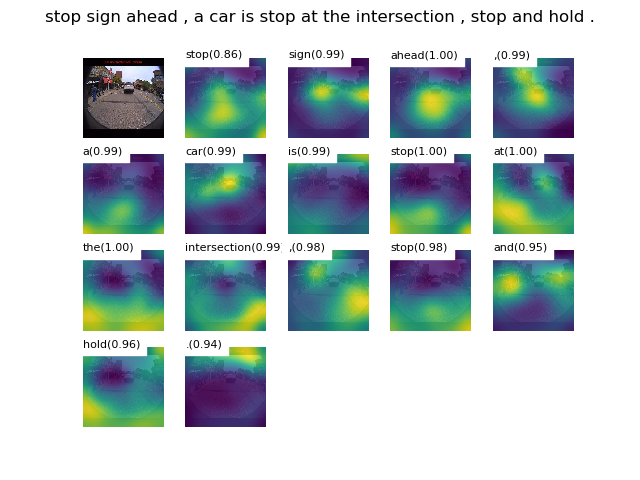 stop sign ahead , a car is stop at the intersection , stop and hold .
stop(0.86) sign(0.99) ahead(1.00) ,(0.99)
a(0.99) car(0.99) is(0.99) stop(1.00) at(1.00)
the(1.00) intersection(0.99) ,(0.98) stop(0.98) and(0.95)
hold(0.96) .(0.94)